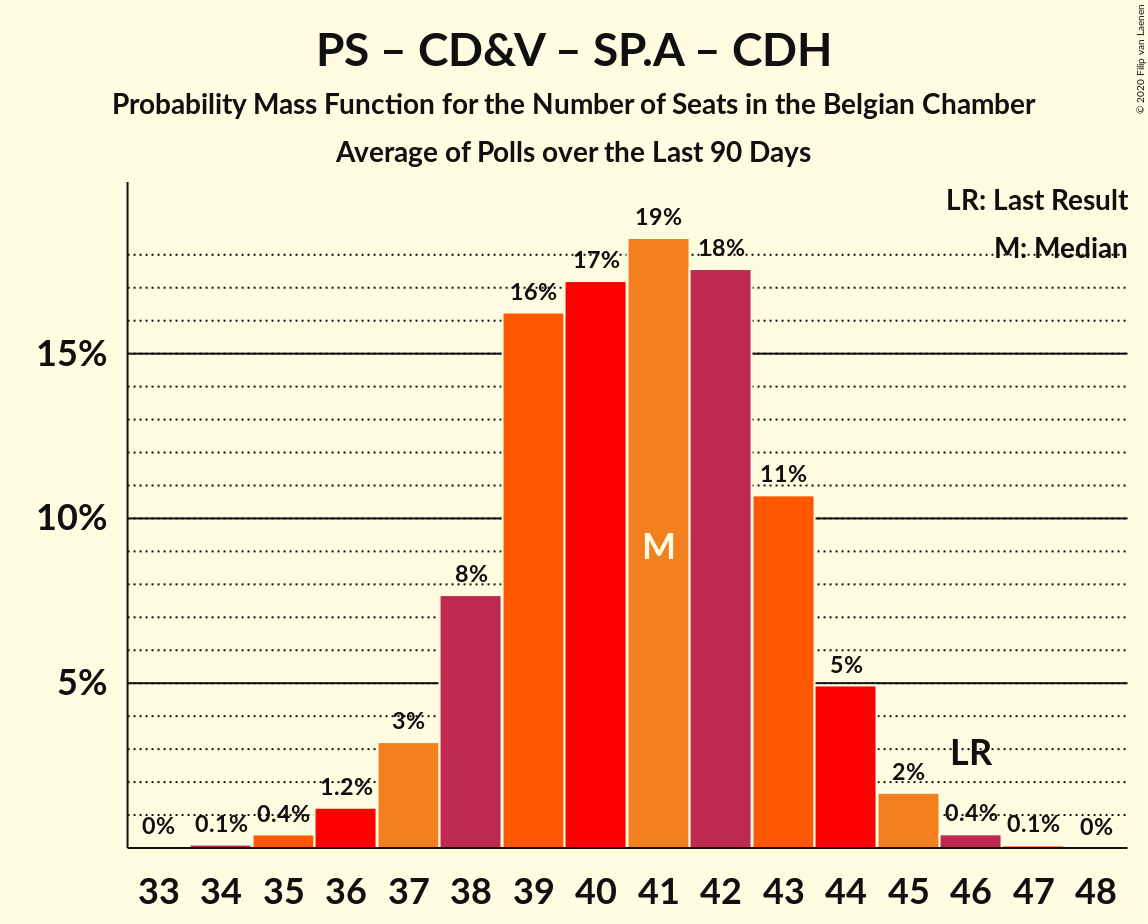 PS – CD&V – SP.A – CDH
Probability Mass Function for the Number of Seats in the Belgian Chamber
Average of Polls over the Last 90 Days
© 2020 Filip van Laenen
LR: Last Result
M: Median
15%
10%
5%
0%
0.1%
0.4%
1.2%
3%
8%
16%
17%
19%
18%
11%
5%
2%
0.4%
0.1%
0%
M
LR
33 34 35 36 37 38 39 40 41 42 43 44 45 46 47 48